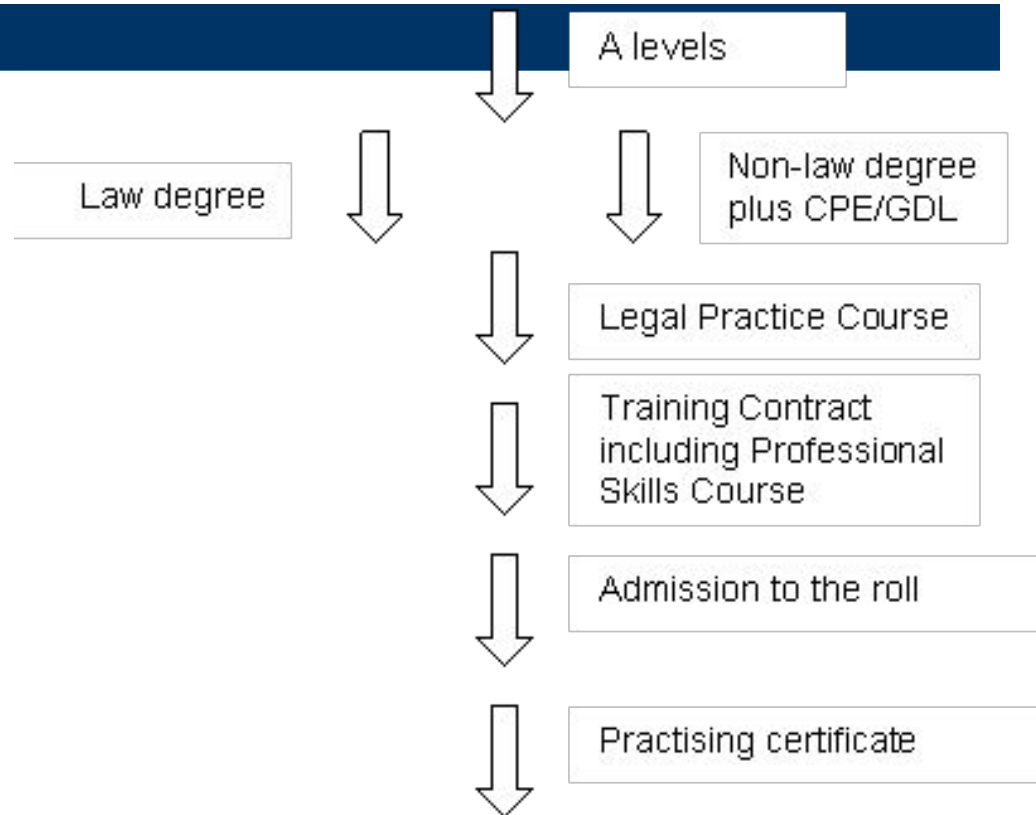 A levels
Law degree
Non-law degree
plus CPE/GDL
Legal Practice Course
Training Contract
including Professional
Skills Course
Admission to the roll
Practising certificate